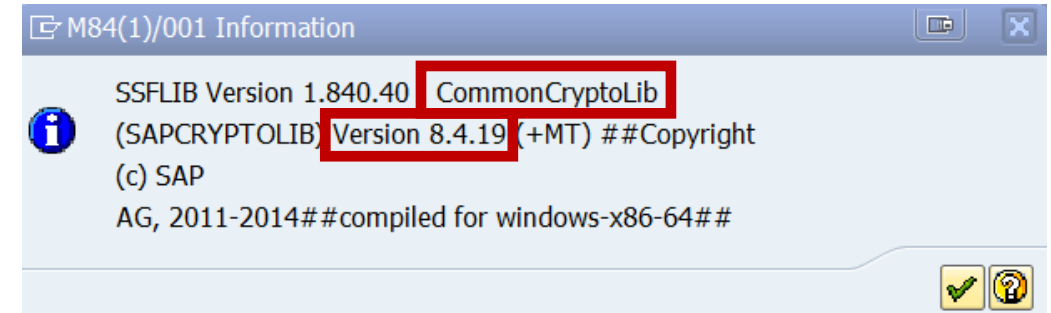 M84(1)/001 Information
SSFLIB Version 1.840.40 CommonCryptoLib
(SAPCRYPTOLIB) Version 8.4.19 (+MT) ##Copyright
(c) SAP
AG, 2011-2014##compiled for windows-x86-64##